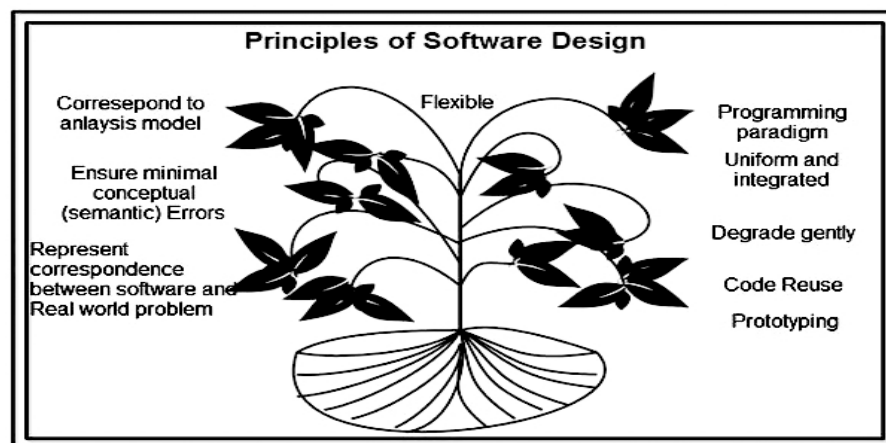 Principles of Software Design
Corresepond to
anlaysis model
Flexible
Programming
paradigm
Ensure minimal
conceptual
(semantic) Errors
Uniform and
integrated
Represent
correspondence
between software and
Real world problem
Degrade gently
Code Reuse
Prototyping